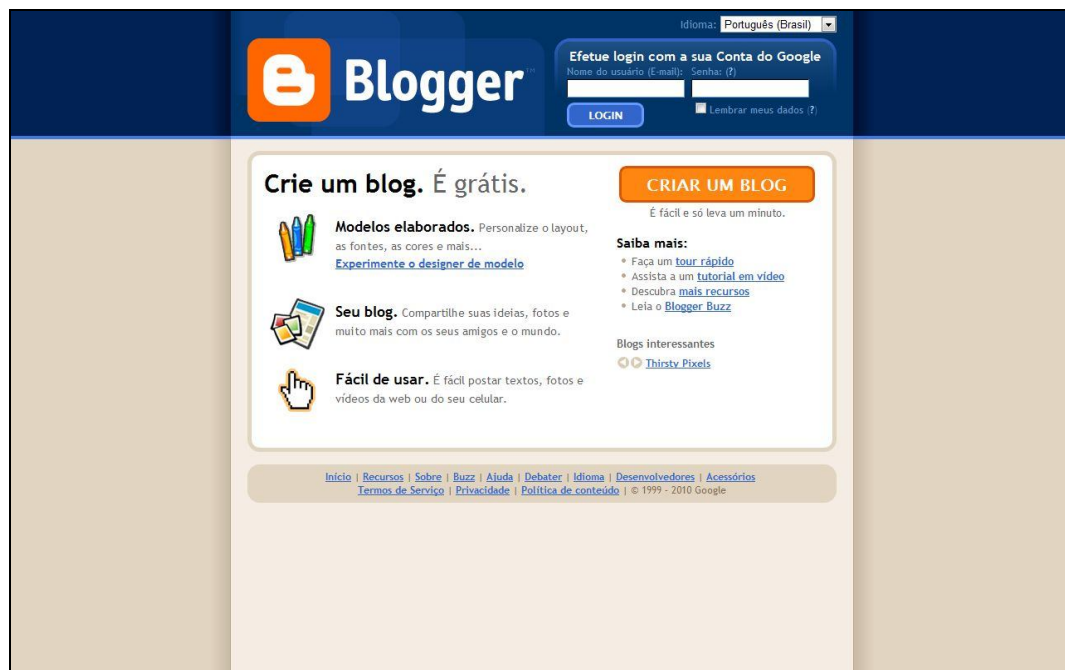 Idioma: Português (Brasil)
Blogger™
Efetue login com a sua Conta do Google
Nome do usuário (E-mail): Senha: (?)
LOGIN
Lembrar meus dados (?)
Crie um blog. É grátis.
Modelos elaborados. Personalize o layout,
as fontes, as cores e mais...
Experimente o designer de modelo
Seu blog. Compartilhe suas ideias, fotos e
muito mais com os seus amigos e o mundo.
Fácil de usar. É fácil postar textos, fotos e
vídeos da web ou do seu celular.
CRIAR UM BLOG
É fácil e só leva um minuto.
Saiba mais:
Faça um tour rápido
Assista a um tutorial em vídeo
Descubra mais recursos
Leia o Blogger Buzz
Blogs interessantes
Thirsty Pixels
Início | Recursos | Sobre | Buzz | Ajuda | Debater | Idioma | Desenvolvedores | Acessórios
Termos de Serviço | Privacidade | Política de conteúdo | © 1999 - 2010 Google